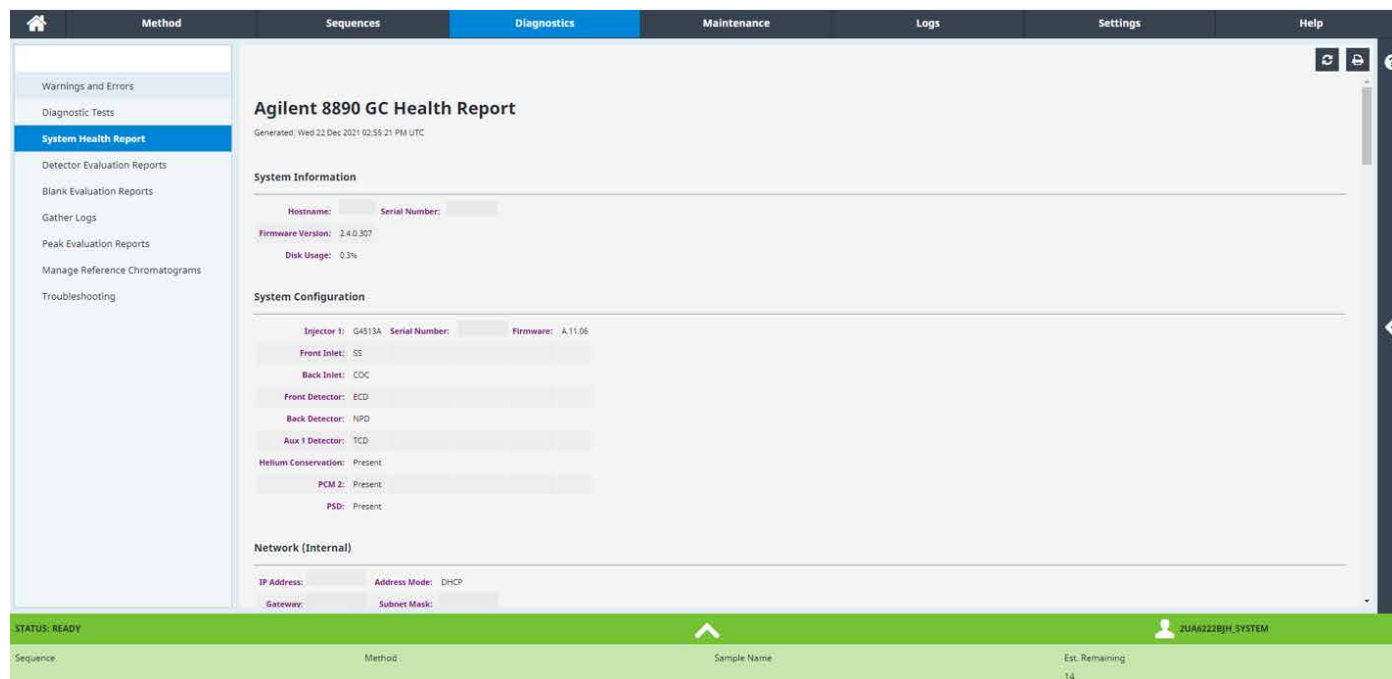 Method Sequences Diagnostics Maintenance Logs Settings Help
Warnings and Errors
Diagnostic Tests
System Health Report
Detector Evaluation Reports
Blank Evaluation Reports
Gather Logs
Peak Evaluation Reports
Manage Reference Chromatograms
Troubleshooting
Agilent 8890 GC Health Report
Generated: Wed 22 Dec 2021 02:55:21 PM UTC
System Information
Hostname: Serial Number:
Firmware Version: 2.4.0.307
Disk Usage: 0.3%
System Configuration
Injector 1: G4513A Serial Number: Firmware: A.11.06
Front Inlet: SS
Back Inlet: COC
Front Detector: ECD
Back Detector: NPD
Aux 1 Detector: TCD
Helium Conservation: Present
PCM 2: Present
PSD: Present
Network (Internal)
IP Address: Address Mode: DHCP
Gateway: Subnet Mask:
STATUS: READY 2UA6222BJH_SYSTEM
Sequence Method Sample Name Est. Remaining
14